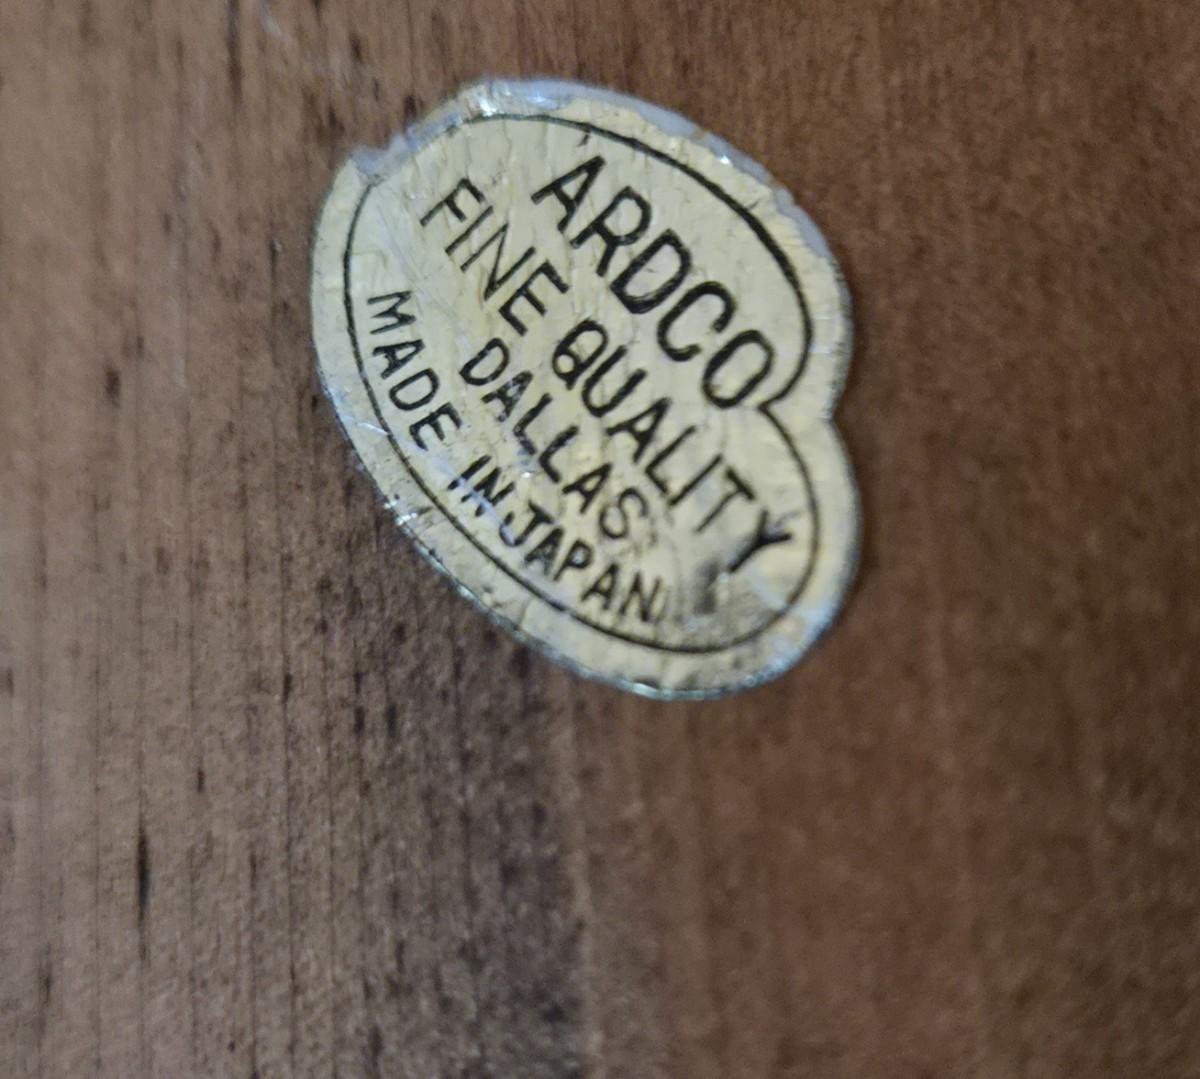 ARDCO
FINE QUALITY
DALLAS
MADE IN JAPAN